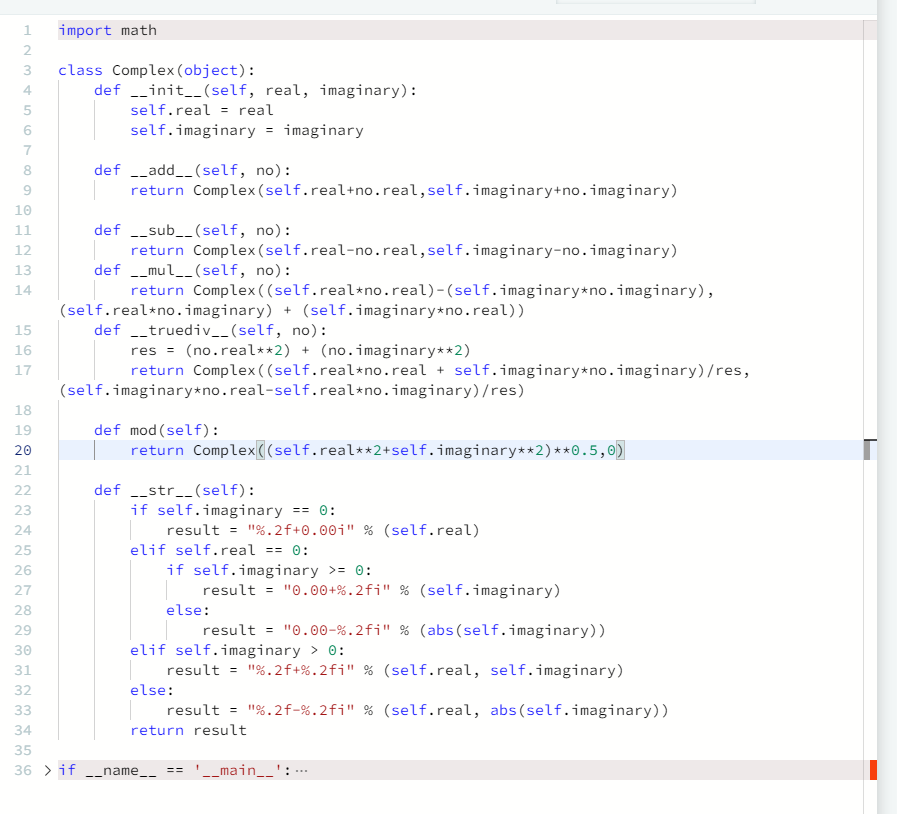 1 import math
2
3 class Complex(object):
4     def __init__(self, real, imaginary):
5         self.real = real
6         self.imaginary = imaginary
7
8     def __add__(self, no):
9         return Complex(self.real+no.real,self.imaginary+no.imaginary)
10
11     def __sub__(self, no):
12         return Complex(self.real-no.real,self.imaginary-no.imaginary)
13     def __mul__(self, no):
14         return Complex((self.real*no.real)-(self.imaginary*no.imaginary),
(self.real*no.imaginary) + (self.imaginary*no.real))
15     def __truediv__(self, no):
16         res = (no.real**2) + (no.imaginary**2)
17         return Complex((self.real*no.real + self.imaginary*no.imaginary)/res,
(self.imaginary*no.real-self.real*no.imaginary)/res)
18
19     def mod(self):
20         return Complex((self.real**2+self.imaginary**2)**0.5,0)
21
22     def __str__(self):
23         if self.imaginary == 0:
24             result = "%.2f+0.00i" % (self.real)
25         elif self.real == 0:
26             if self.imaginary >= 0:
27                 result = "0.00+%.2fi" % (self.imaginary)
28             else:
29                 result = "0.00-%.2fi" % (abs(self.imaginary))
30         elif self.imaginary > 0:
31             result = "%.2f+%.2fi" % (self.real, self.imaginary)
32         else:
33             result = "%.2f-%.2fi" % (self.real, abs(self.imaginary))
34         return result
35
36 > if __name__ == '__main__': ⋯